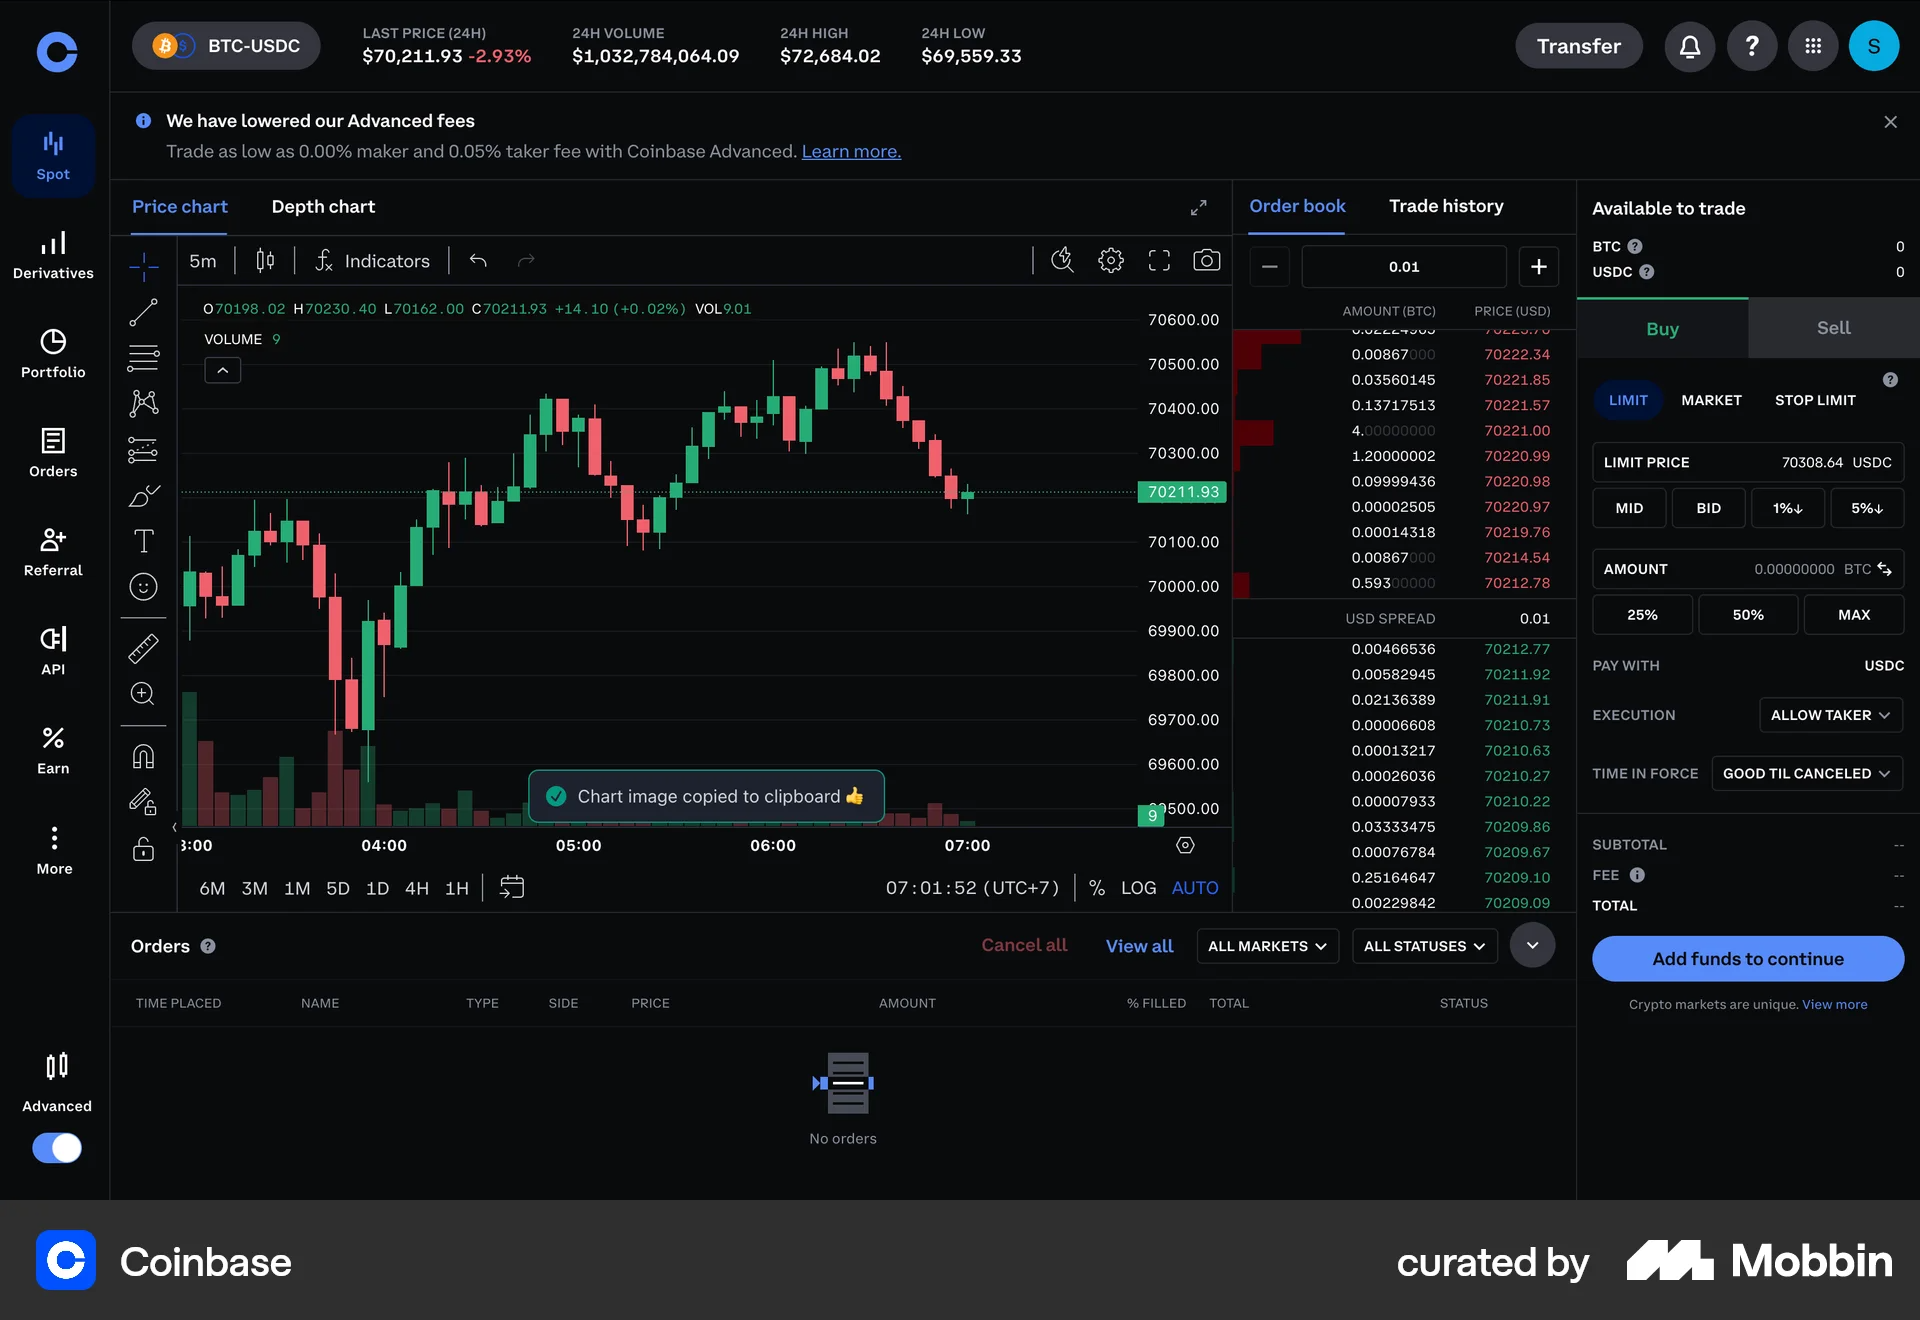 BTC-USDC
LAST PRICE (24H)
$70,211.93 -2.93%
24H VOLUME
$1,032,784,064.09
24H HIGH
$72,684.02
24H LOW
$69,559.33
Transfer
S
We have lowered our Advanced fees
Trade as low as 0.00% maker and 0.05% taker fee with Coinbase Advanced. Learn more.
Spot
Derivatives
Portfolio
Orders
Referral
API
Earn
More
Advanced
Price chart
Depth chart
5m
Indicators
O70198.02 H70230.40 L70162.00 C70211.93 +14.10 (+0.02%) VOL9.01
VOLUME 9
70600.00
70500.00
70400.00
70300.00
70211.93
70100.00
70000.00
69900.00
69800.00
69700.00
69600.00
9
Chart image copied to clipboard 👍
04:00
05:00
06:00
07:00
6M 3M 1M 5D 1D 4H 1H
07:01:52 (UTC+7)
% LOG AUTO
Order book
Trade history
0.01
AMOUNT (BTC) PRICE (USD)
0.00867000 70222.34
0.03560145 70221.85
0.13717513 70221.57
4.00000000 70221.00
1.20000002 70220.99
0.09999436 70220.98
0.00002505 70220.97
0.00014318 70219.76
0.00867000 70214.54
0.59300000 70212.78
USD SPREAD 0.01
0.00466536 70212.77
0.00582945 70211.92
0.02136389 70211.91
0.00006608 70210.73
0.00013217 70210.63
0.00026036 70210.27
0.00007933 70210.22
0.03333475 70209.86
0.00076784 70209.67
0.25164647 70209.10
0.00229842 70209.09
Available to trade
BTC 0
USDC 0
Buy
Sell
LIMIT MARKET STOP LIMIT
LIMIT PRICE 70308.64 USDC
MID BID 1%↓ 5%↓
AMOUNT 0.00000000 BTC
25% 50% MAX
PAY WITH USDC
EXECUTION ALLOW TAKER
TIME IN FORCE GOOD TIL CANCELED
SUBTOTAL --
FEE --
TOTAL --
Add funds to continue
Crypto markets are unique. View more
Orders
Cancel all
View all
ALL MARKETS
ALL STATUSES
TIME PLACED NAME TYPE SIDE PRICE AMOUNT % FILLED TOTAL STATUS
No orders
Coinbase
curated by Mobbin